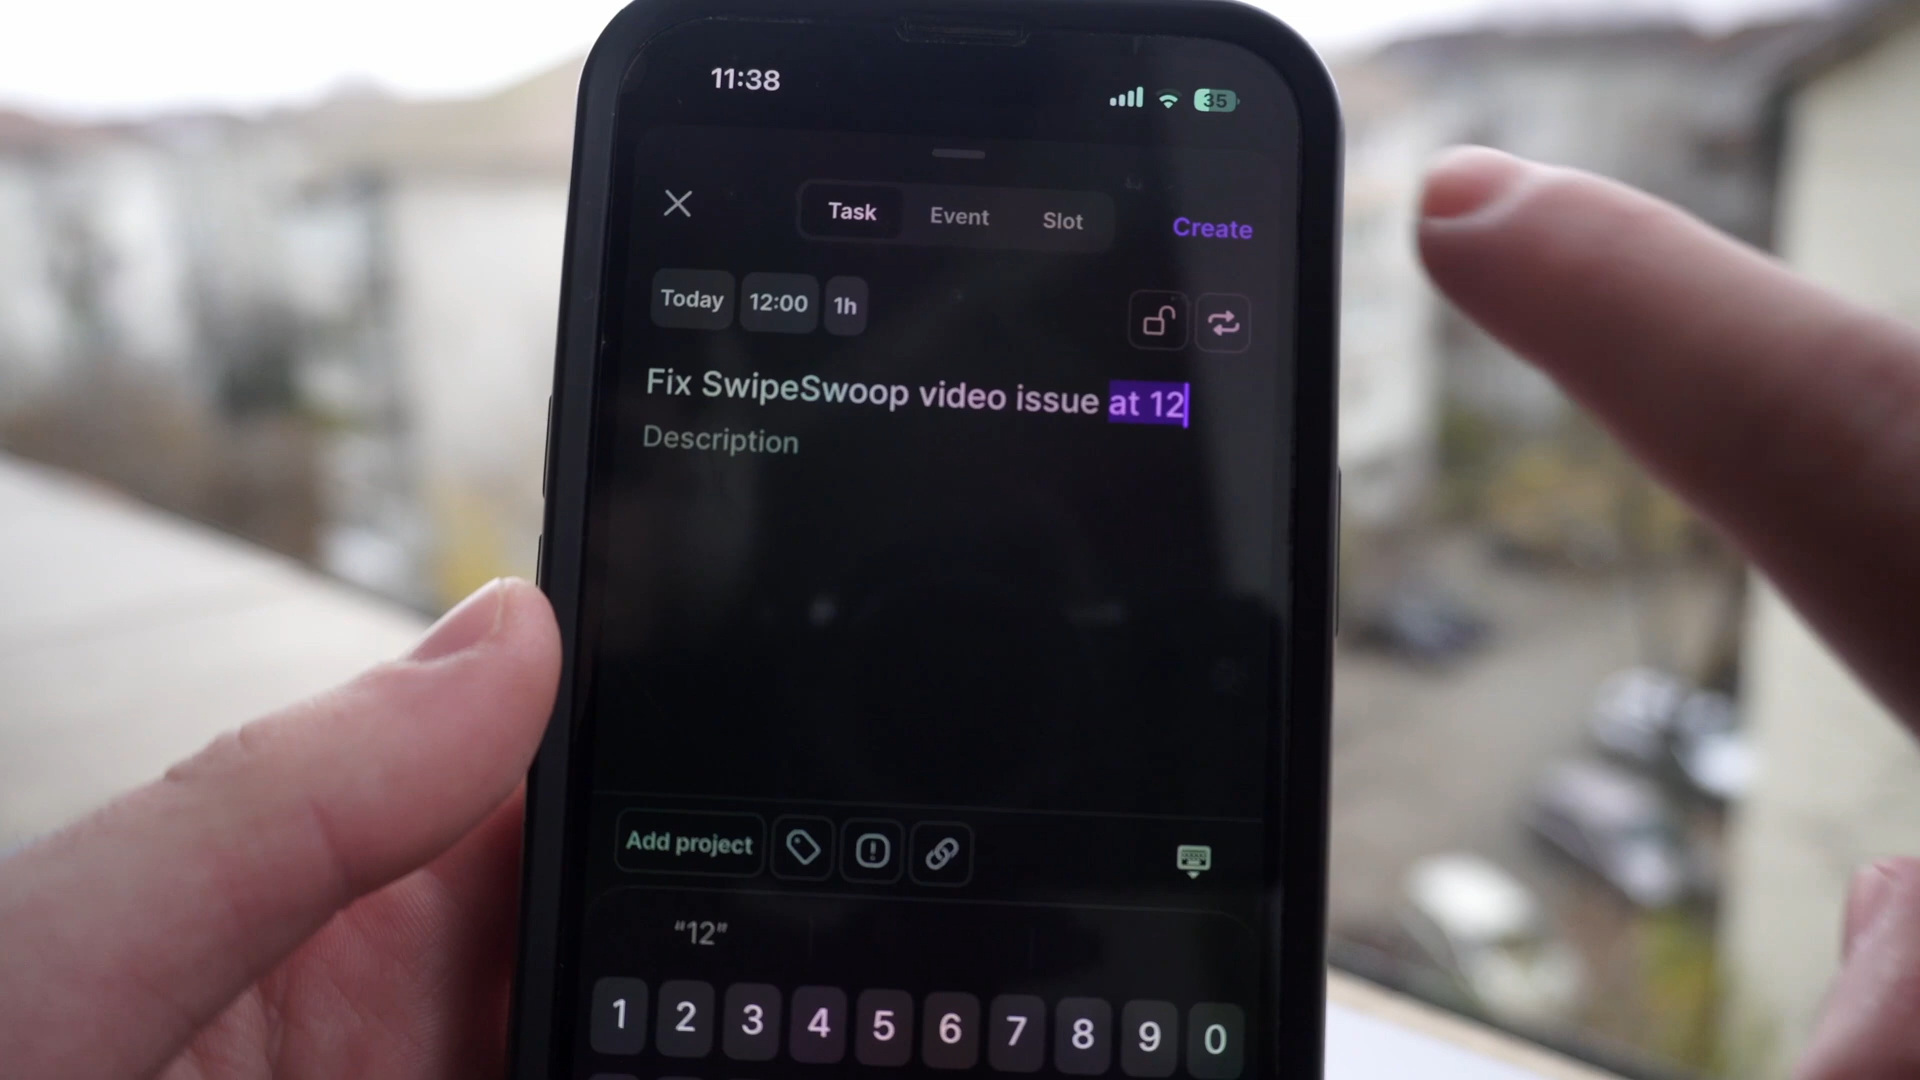 11:38
35
Task Event Slot Create
Today 12:00 1h
Fix SwipeSwoop video issue at 12
Description
Add project
“12”
1 2 3 4 5 6 7 8 9 0